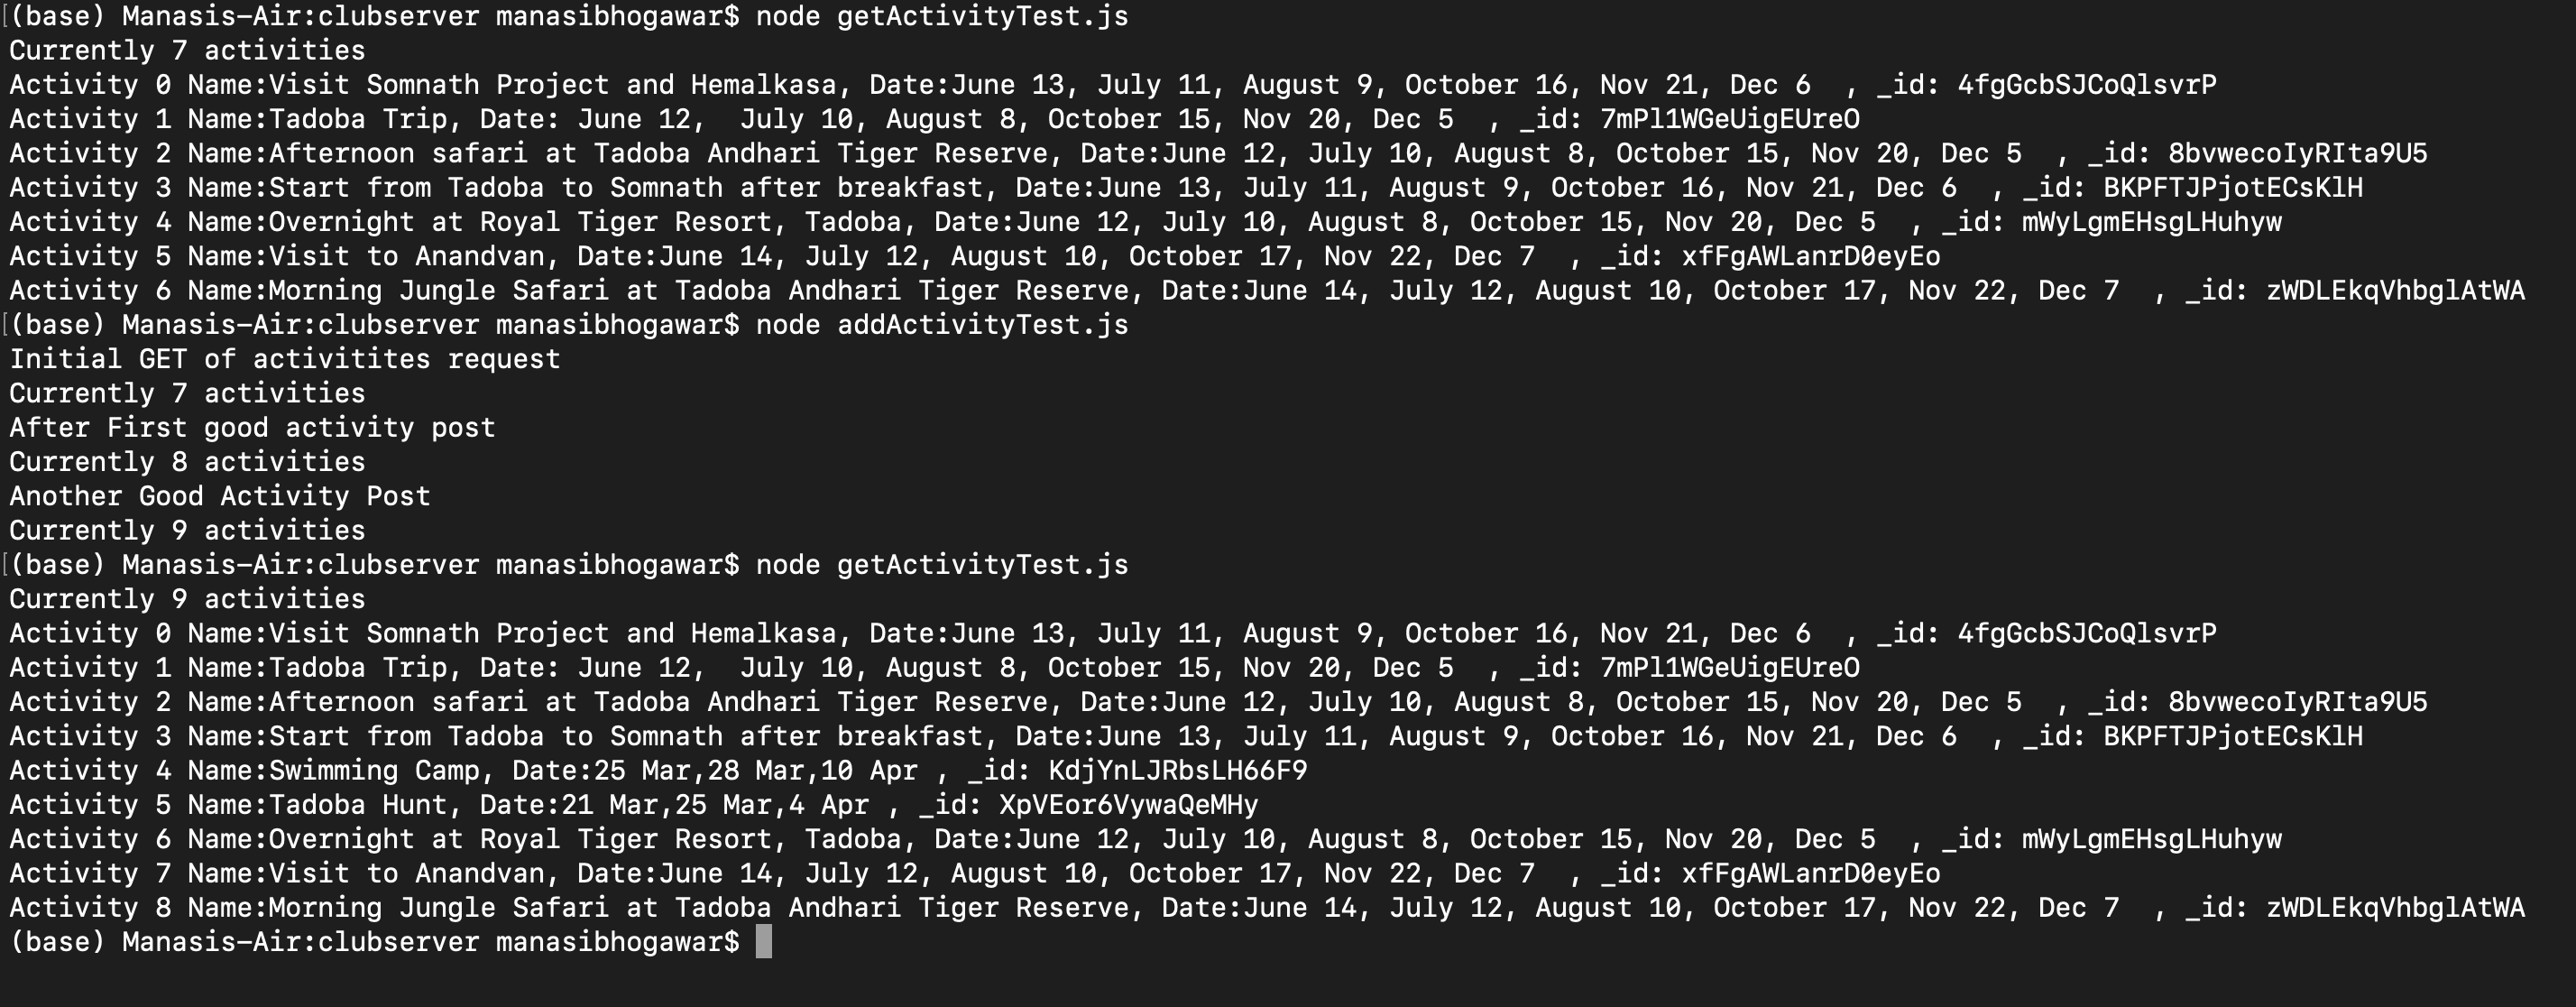 (base) Manasis-Air:clubserver manasibhogawar$ node getActivityTest.js
Currently 7 activities
Activity 0 Name:Visit Somnath Project and Hemalkasa, Date:June 13, July 11, August 9, October 16, Nov 21, Dec 6  , _id: 4fgGcbSJCoQlsvrP
Activity 1 Name:Tadoba Trip, Date: June 12,  July 10, August 8, October 15, Nov 20, Dec 5  , _id: 7mPl1WGeUigEUreO
Activity 2 Name:Afternoon safari at Tadoba Andhari Tiger Reserve, Date:June 12, July 10, August 8, October 15, Nov 20, Dec 5  , _id: 8bvwecoIyRIta9U5
Activity 3 Name:Start from Tadoba to Somnath after breakfast, Date:June 13, July 11, August 9, October 16, Nov 21, Dec 6  , _id: BKPFTJPjotECsKlH
Activity 4 Name:Overnight at Royal Tiger Resort, Tadoba, Date:June 12, July 10, August 8, October 15, Nov 20, Dec 5  , _id: mWyLgmEHsgLHuhyw
Activity 5 Name:Visit to Anandvan, Date:June 14, July 12, August 10, October 17, Nov 22, Dec 7  , _id: xfFgAWLanrD0eyEo
Activity 6 Name:Morning Jungle Safari at Tadoba Andhari Tiger Reserve, Date:June 14, July 12, August 10, October 17, Nov 22, Dec 7  , _id: zWDLEkqVhbglAtWA
(base) Manasis-Air:clubserver manasibhogawar$ node addActivityTest.js
Initial GET of activitites request
Currently 7 activities
After First good activity post
Currently 8 activities
Another Good Activity Post
Currently 9 activities
(base) Manasis-Air:clubserver manasibhogawar$ node getActivityTest.js
Currently 9 activities
Activity 0 Name:Visit Somnath Project and Hemalkasa, Date:June 13, July 11, August 9, October 16, Nov 21, Dec 6  , _id: 4fgGcbSJCoQlsvrP
Activity 1 Name:Tadoba Trip, Date: June 12,  July 10, August 8, October 15, Nov 20, Dec 5  , _id: 7mPl1WGeUigEUreO
Activity 2 Name:Afternoon safari at Tadoba Andhari Tiger Reserve, Date:June 12, July 10, August 8, October 15, Nov 20, Dec 5  , _id: 8bvwecoIyRIta9U5
Activity 3 Name:Start from Tadoba to Somnath after breakfast, Date:June 13, July 11, August 9, October 16, Nov 21, Dec 6  , _id: BKPFTJPjotECsKlH
Activity 4 Name:Swimming Camp, Date:25 Mar,28 Mar,10 Apr , _id: KdjYnLJRbsLH66F9
Activity 5 Name:Tadoba Hunt, Date:21 Mar,25 Mar,4 Apr , _id: XpVEor6VywaQeMHy
Activity 6 Name:Overnight at Royal Tiger Resort, Tadoba, Date:June 12, July 10, August 8, October 15, Nov 20, Dec 5  , _id: mWyLgmEHsgLHuhyw
Activity 7 Name:Visit to Anandvan, Date:June 14, July 12, August 10, October 17, Nov 22, Dec 7  , _id: xfFgAWLanrD0eyEo
Activity 8 Name:Morning Jungle Safari at Tadoba Andhari Tiger Reserve, Date:June 14, July 12, August 10, October 17, Nov 22, Dec 7  , _id: zWDLEkqVhbglAtWA
(base) Manasis-Air:clubserver manasibhogawar$